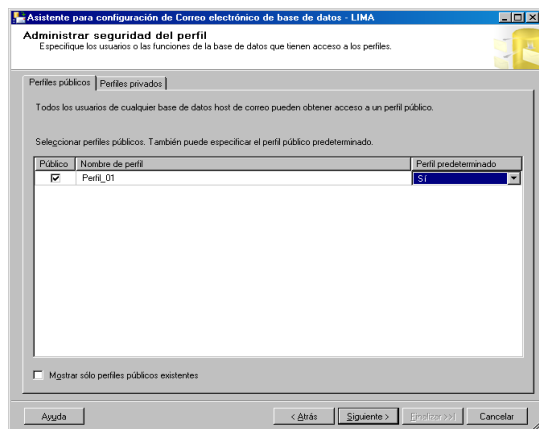 Asistente para configuración de Correo electrónico de base de datos - LIMA
Administrar seguridad del perfil
Especifique los usuarios o las funciones de la base de datos que tienen acceso a los perfiles.
Perfiles públicos Perfiles privados
Todos los usuarios de cualquier base de datos host de correo pueden obtener acceso a un perfil público.
Seleccionar perfiles públicos. También puede especificar el perfil público predeterminado.
Público Nombre de perfil Perfil predeterminado
Perfil_01 Sí
Mostrar sólo perfiles públicos existentes
Ayuda < Atrás Siguiente > Finalizar >>| Cancelar